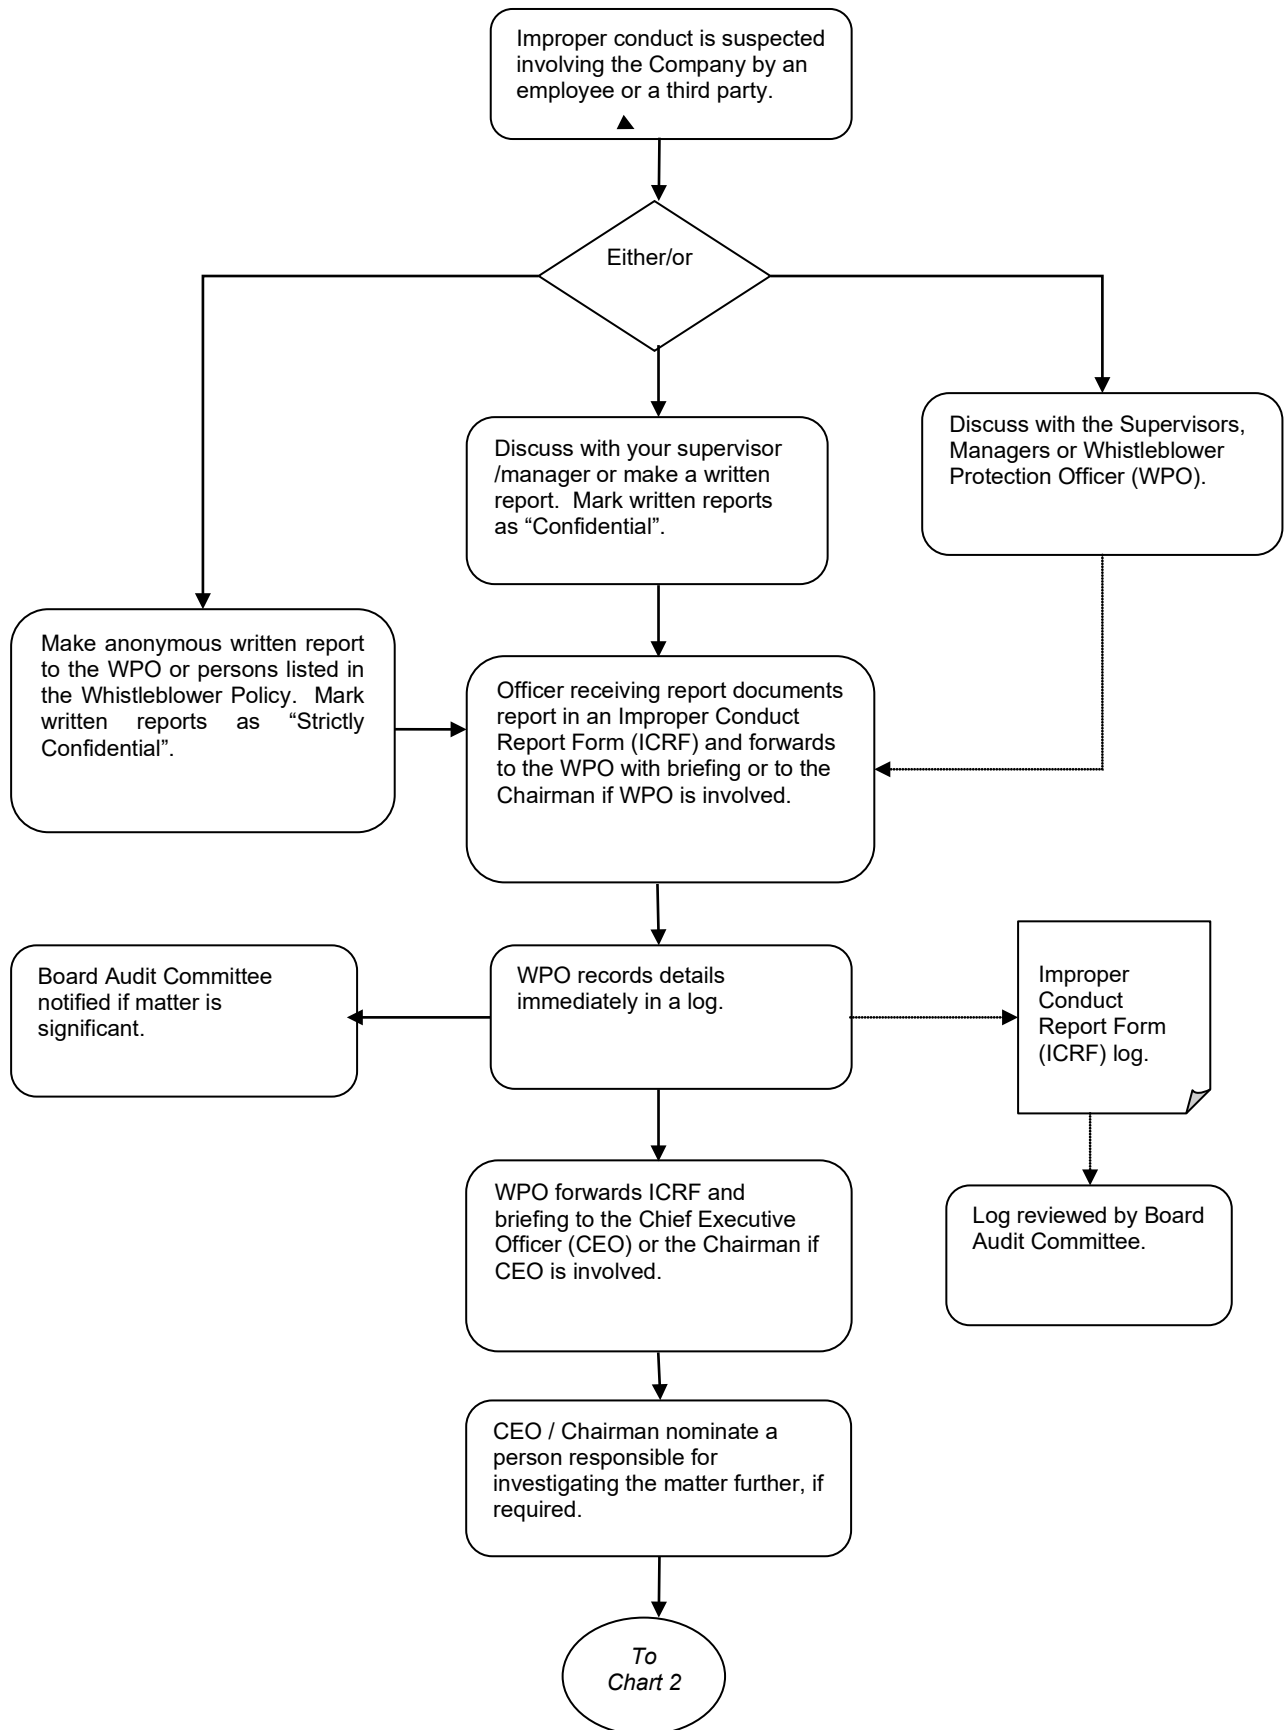 Improper conduct is suspected
involving the Company by an
employee or a third party.
Either/or
Discuss with your supervisor
/manager or make a written
report.  Mark written reports
as “Confidential”.
Discuss with the Supervisors,
Managers or Whistleblower
Protection Officer (WPO).
Make anonymous written report
to the WPO or persons listed in
the Whistleblower Policy.  Mark
written reports as “Strictly
Confidential”.
Officer receiving report documents
report in an Improper Conduct
Report Form (ICRF) and forwards
to the WPO with briefing or to the
Chairman if WPO is involved.
Board Audit Committee
notified if matter is
significant.
WPO records details
immediately in a log.
Improper
Conduct
Report Form
(ICRF) log.
WPO forwards ICRF and
briefing to the Chief Executive
Officer (CEO) or the Chairman if
CEO is involved.
Log reviewed by Board
Audit Committee.
CEO / Chairman nominate a
person responsible for
investigating the matter further, if
required.
To
Chart 2